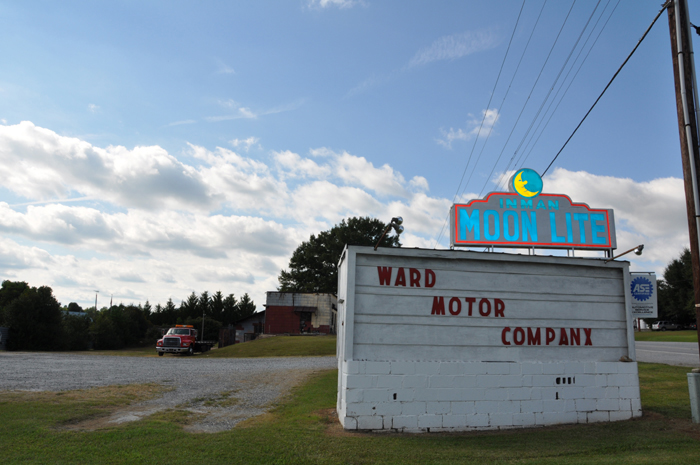 INMAN
MOON LITE
WARD
MOTOR
COMPANX
ASE